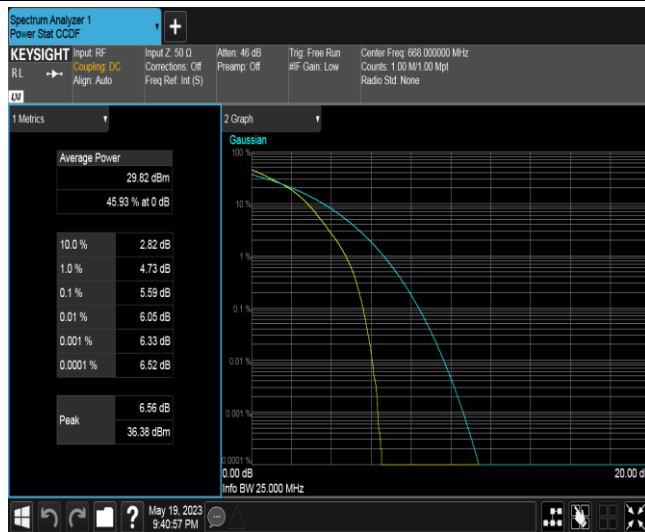 Spectrum Analyzer 1
Power Stat CCDF
+
KEYSIGHT
RL
LXI
Input: RF
Coupling: DC
Align: Auto
Input Z: 50 Ω
Corrections: Off
Freq Ref: Int (S)
Atten: 46 dB
Preamp: Off
Trig: Free Run
#IF Gain: Low
Center Freq: 668.000000 MHz
Counts: 1.00 M/1.00 Mpt
Radio Std: None
1 Metrics
Average Power
29.82 dBm
45.93 % at 0 dB
10.0 % 2.82 dB
1.0 % 4.73 dB
0.1 % 5.59 dB
0.01 % 6.05 dB
0.001 % 6.33 dB
0.0001 % 6.52 dB
Peak
6.56 dB
36.38 dBm
2 Graph
Gaussian
100 %
10 %
1 %
0.1 %
0.01 %
0.001 %
0.0001 %
0.00 dB
20.00 d
Info BW 25.000 MHz
?
May 19, 2023
9:40:57 PM